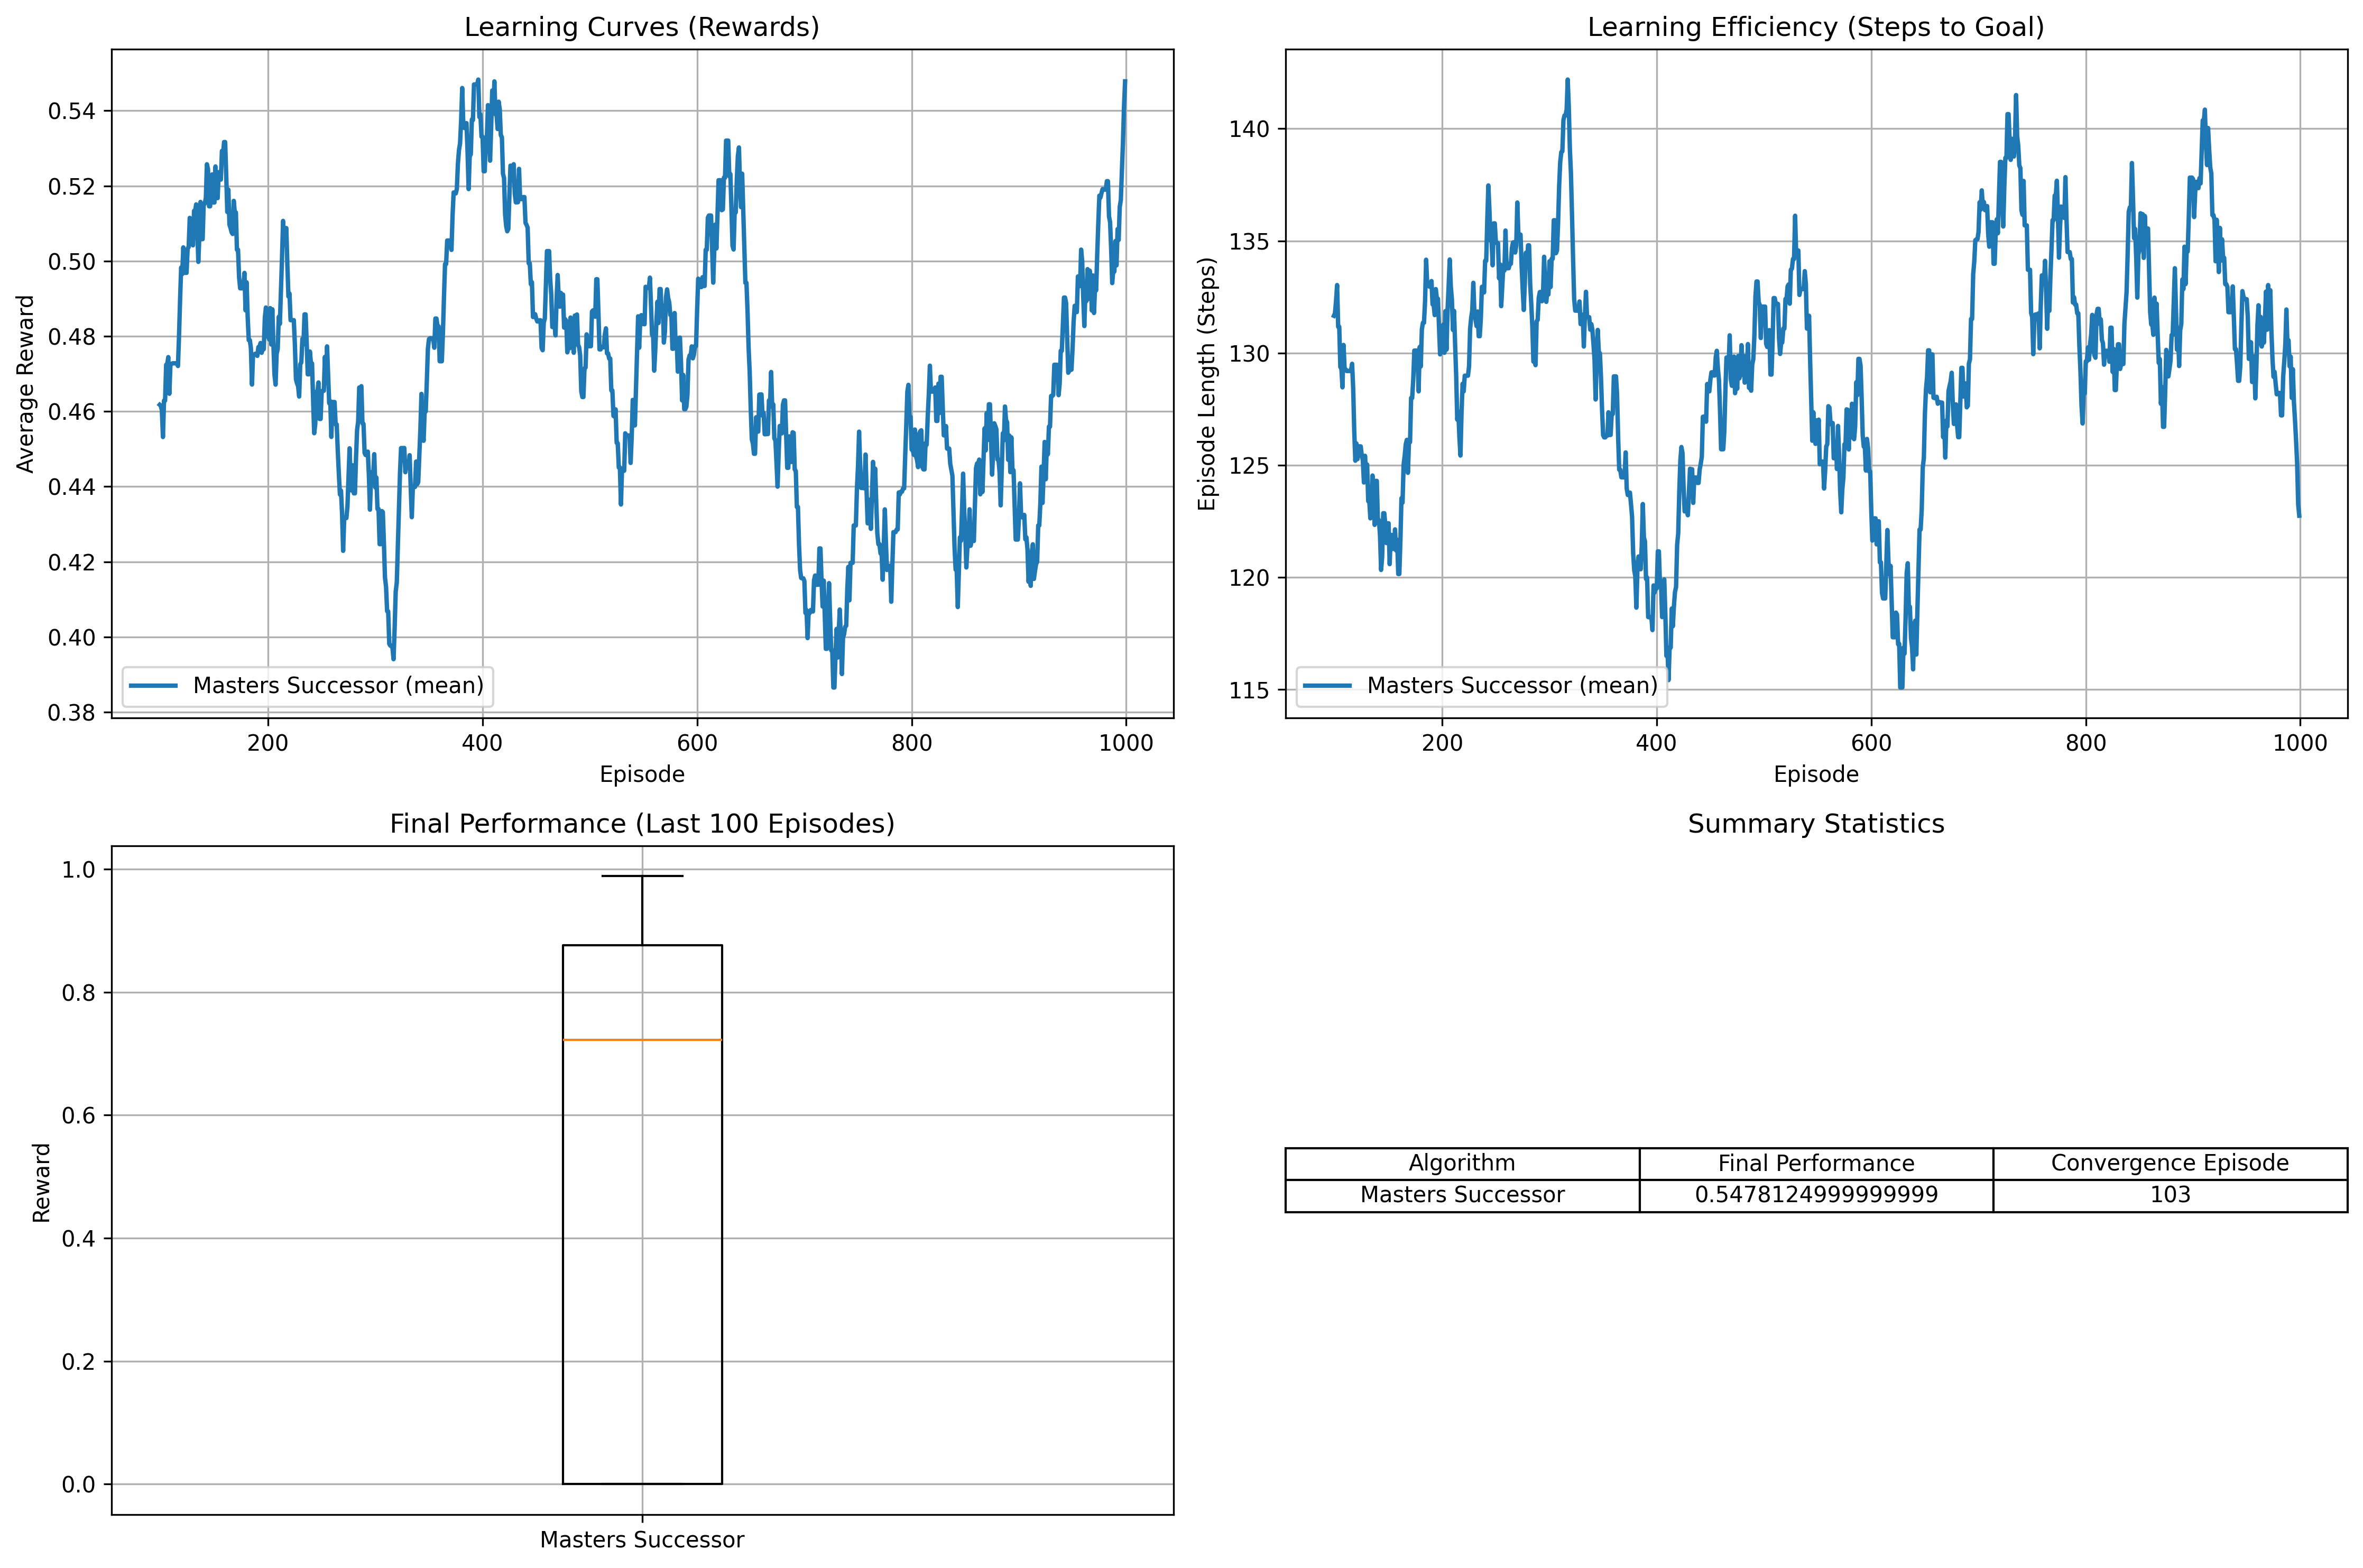 Learning Curves (Rewards)
Average Reward
0.54
0.52
0.50
0.48
0.46
0.44
0.42
0.40
0.38
Masters Successor (mean)
200 400 600 800 1000
Episode
Learning Efficiency (Steps to Goal)
Episode Length (Steps)
140
135
130
125
120
115
Masters Successor (mean)
200 400 600 800 1000
Episode
Final Performance (Last 100 Episodes)
Reward
1.0
0.8
0.6
0.4
0.2
0.0
Masters Successor
Summary Statistics
Algorithm Final Performance Convergence Episode
Masters Successor 0.5478124999999999 103